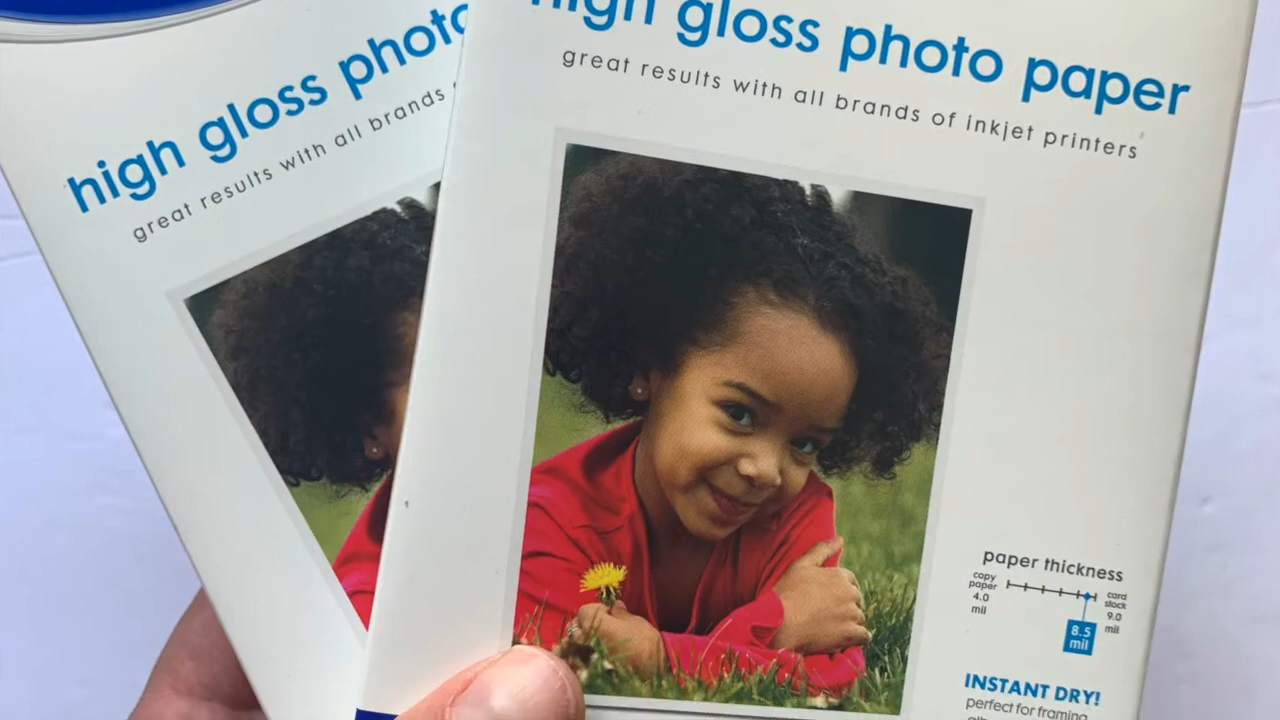 high gloss photo
great results with all brands
high gloss photo paper
great results with all brands of inkjet printers
paper thickness
copy
paper
4.0
mil
card
stock
9.0
mil
8.5
mil
INSTANT DRY!
perfect for framing,